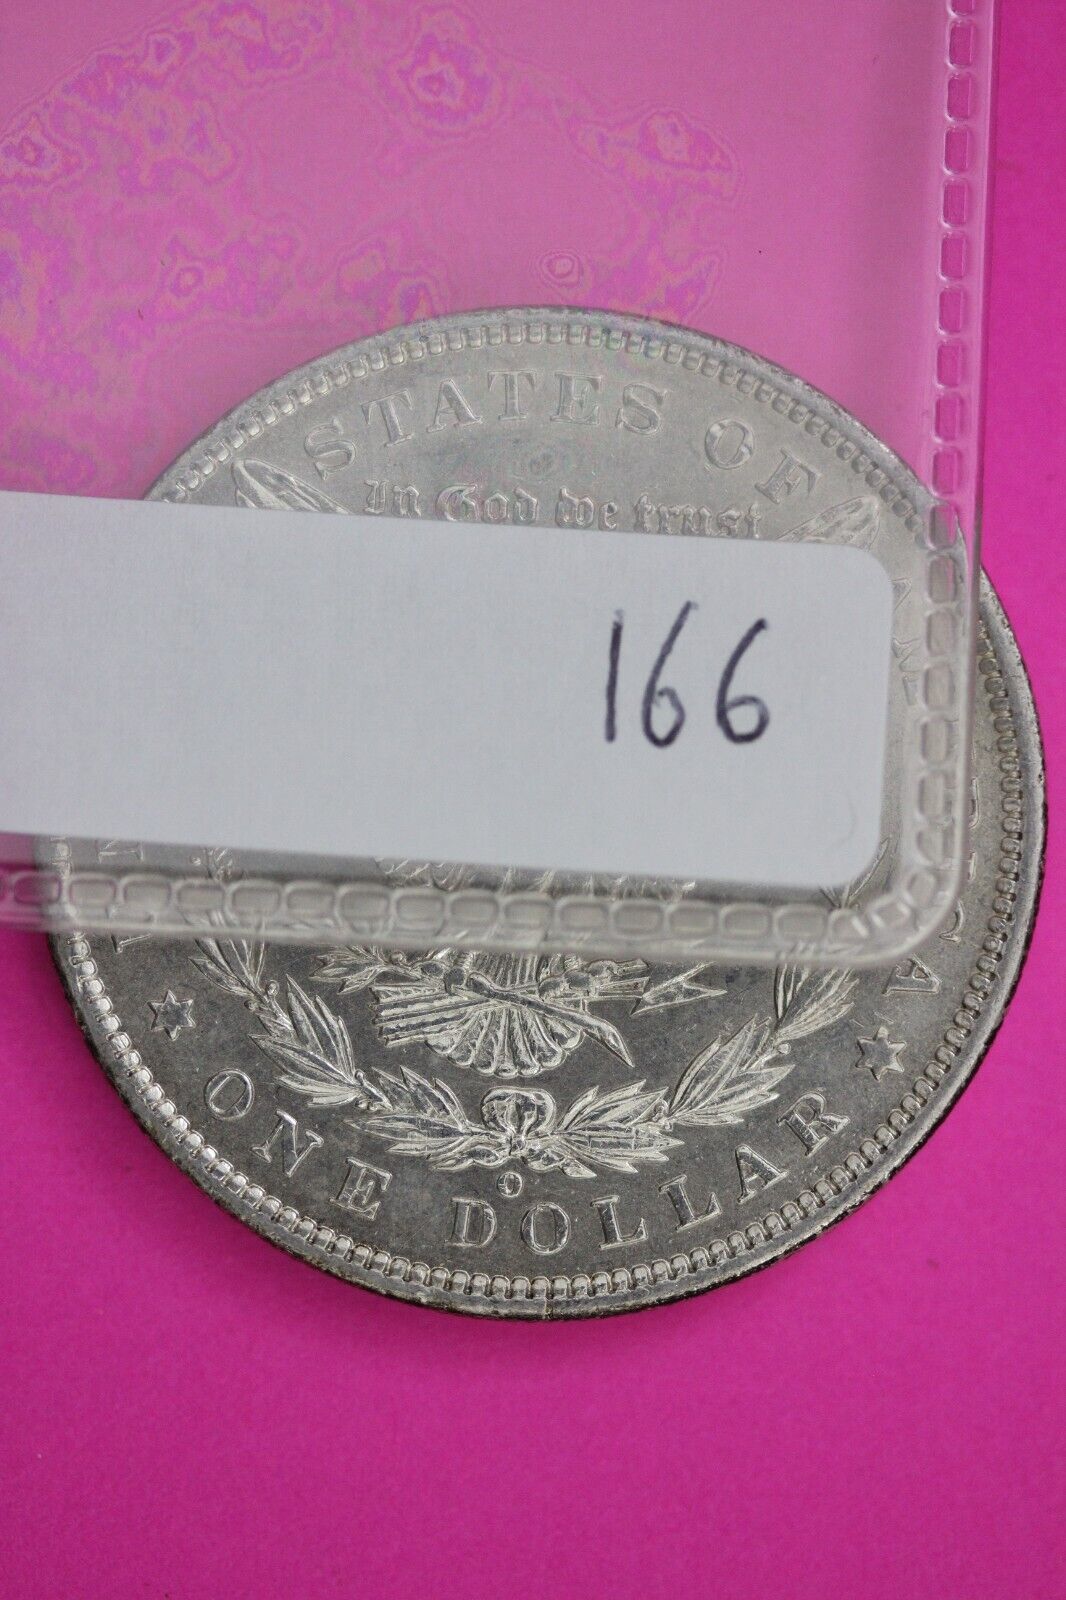 STATES OF
In God we trust
166
ONE DOLLAR
O